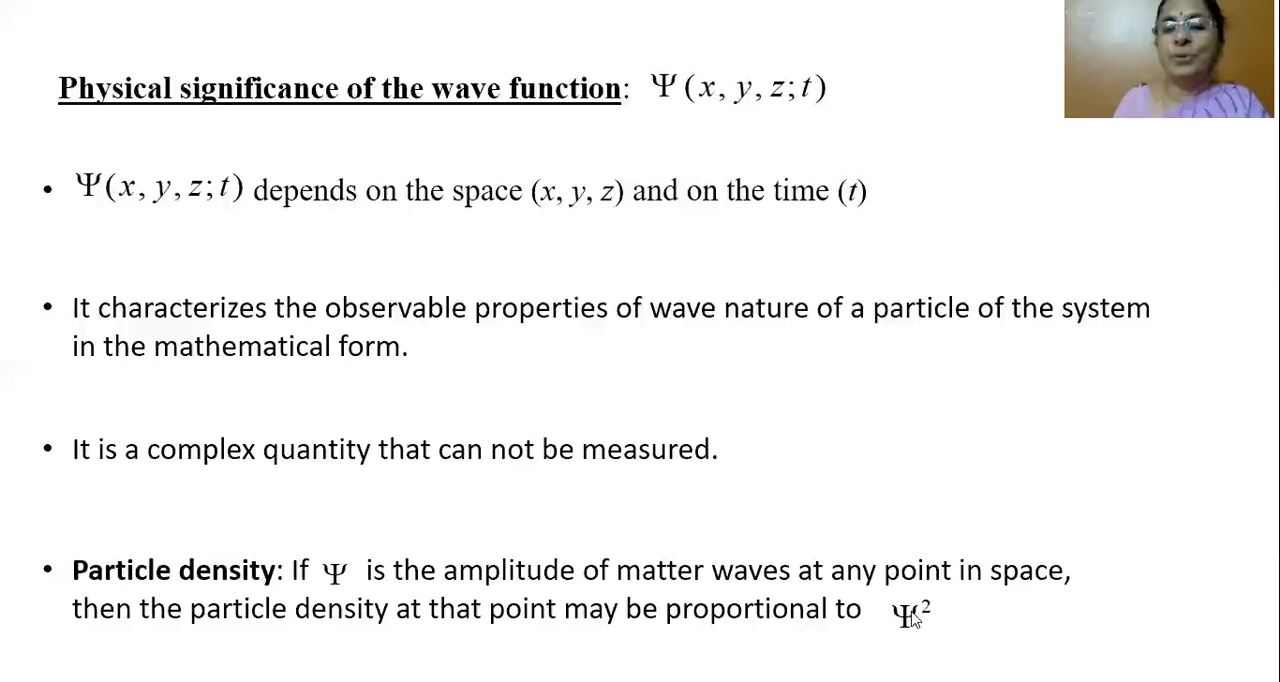 Physical significance of the wave function: Ψ(x, y, z; t)
• Ψ(x, y, z; t) depends on the space (x, y, z) and on the time (t)
• It characterizes the observable properties of wave nature of a particle of the system
in the mathematical form.
• It is a complex quantity that can not be measured.
• Particle density: If Ψ is the amplitude of matter waves at any point in space,
then the particle density at that point may be proportional to Ψ²